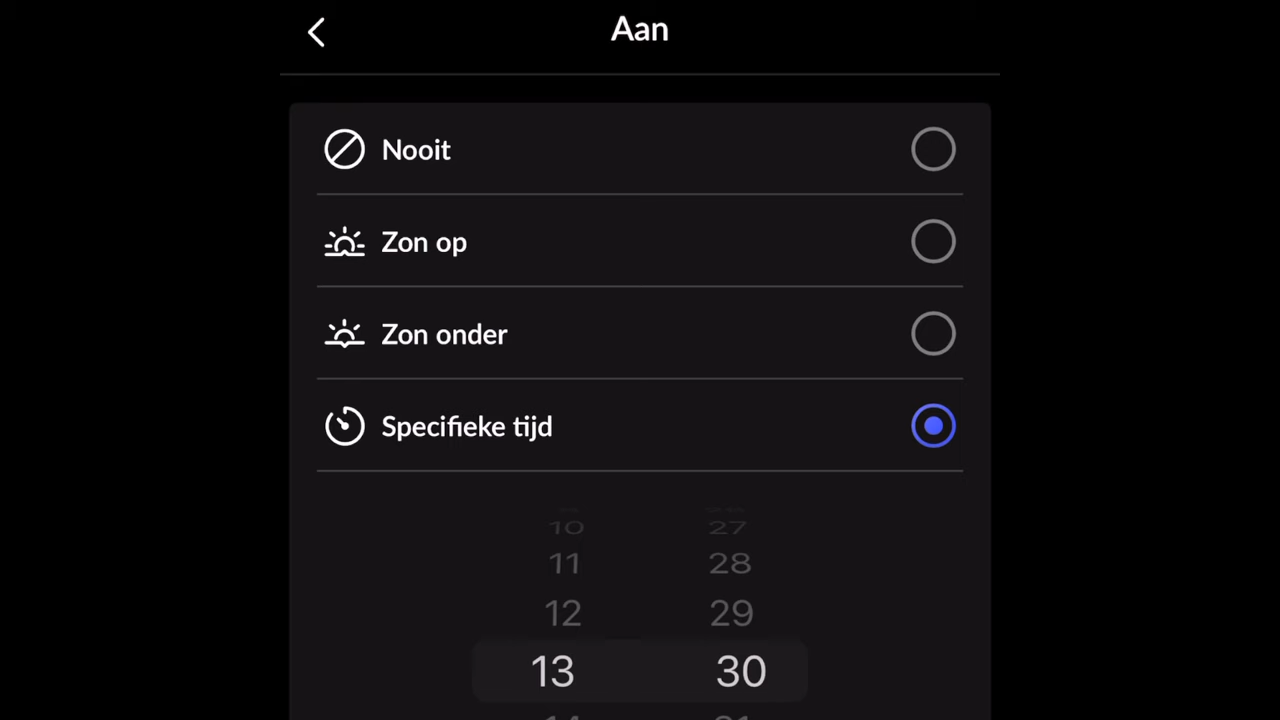 Aan
Nooit
Zon op
Zon onder
Specifieke tijd
10 27
11 28
12 29
13 30